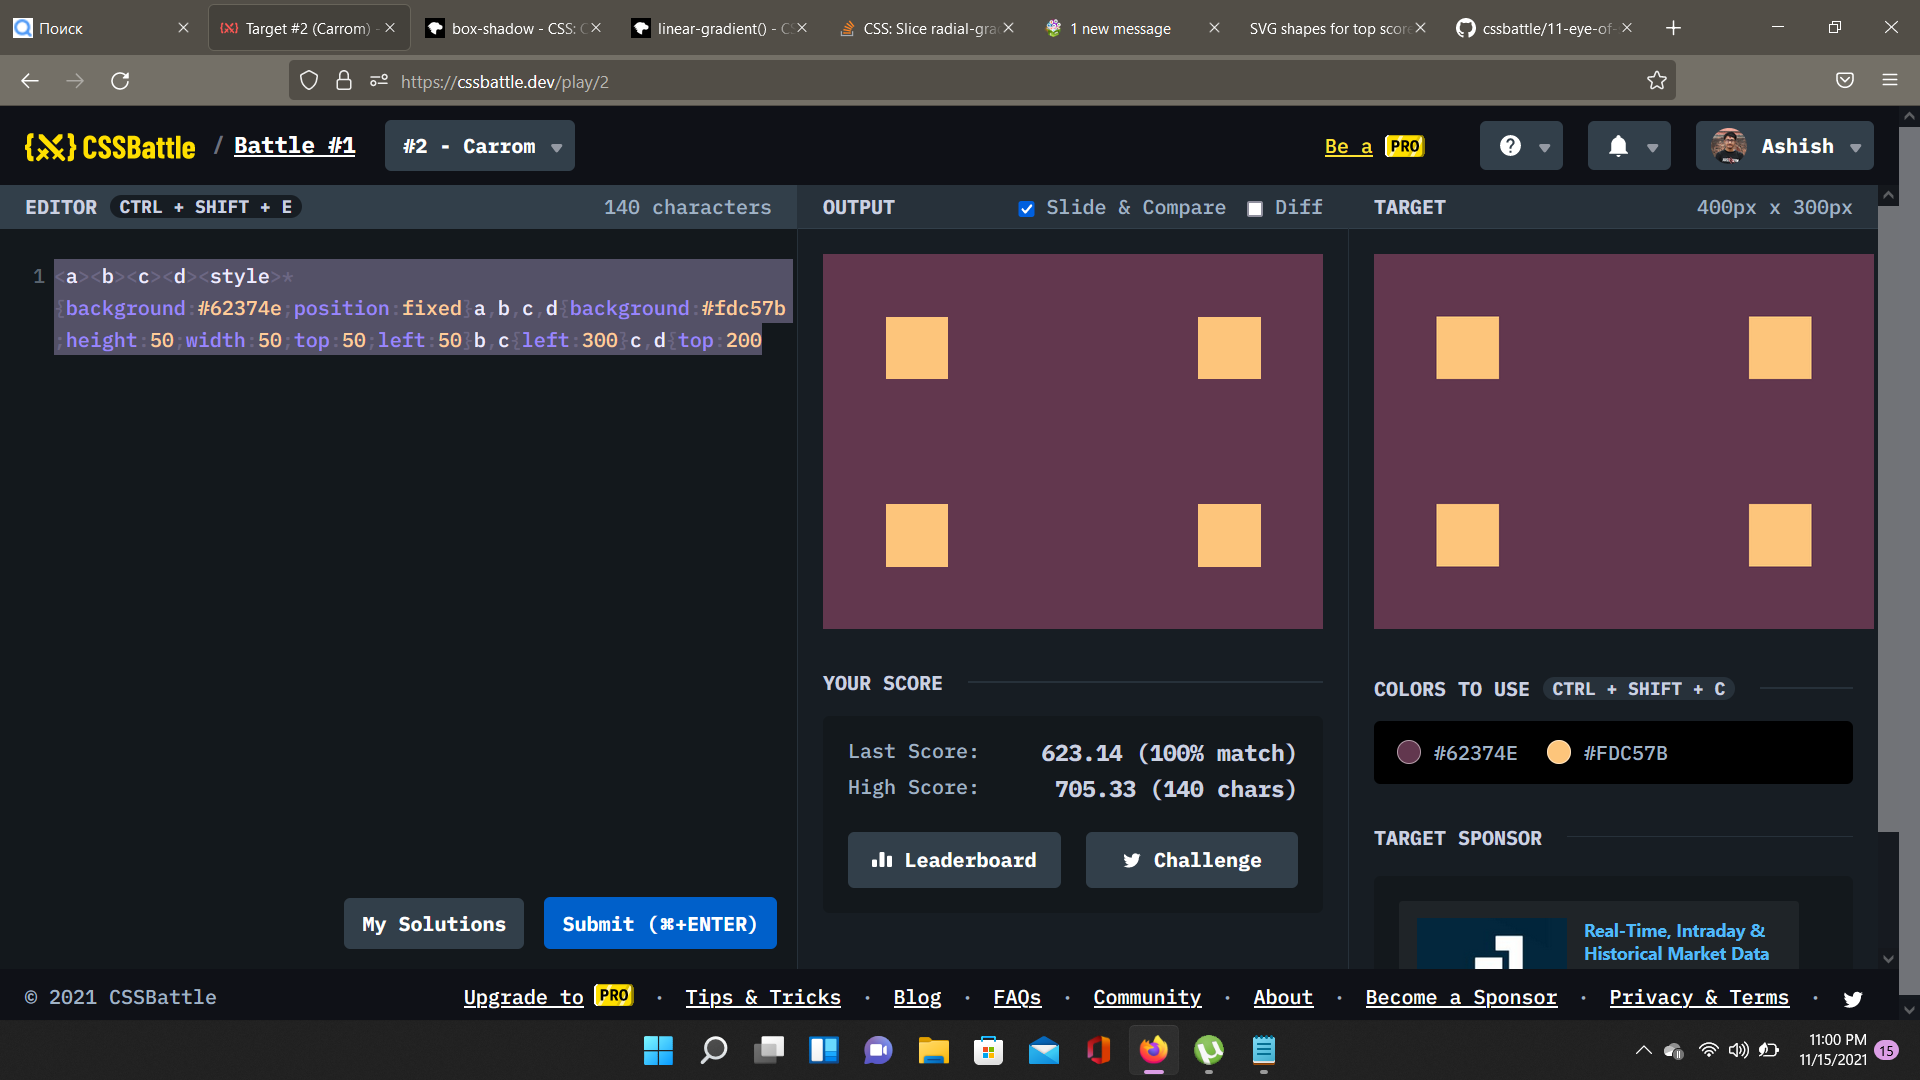 Поиск
Target #2 (Carrom)
box-shadow - CSS: C
linear-gradient() - CS
CSS: Slice radial-gra
1 new message
SVG shapes for top score
cssbattle/11-eye-of-
https://cssbattle.dev/play/2
{X} CSSBattle / Battle #1
#2 - Carrom
Be a PRO
?
Ashish
EDITOR CTRL + SHIFT + E
140 characters
OUTPUT
Slide & Compare
Diff
TARGET
400px x 300px
1 <a><b><c><d><style>*
{background:#62374e;position:fixed}a,b,c,d{background:#fdc57b
;height:50;width:50;top:50;left:50}b,c{left:300}c,d{top:200
YOUR SCORE
Last Score: 623.14 (100% match)
High Score: 705.33 (140 chars)
Leaderboard
Challenge
COLORS TO USE CTRL + SHIFT + C
#62374E
#FDC57B
TARGET SPONSOR
Real-Time, Intraday &
Historical Market Data
My Solutions
Submit (⌘+ENTER)
© 2021 CSSBattle
Upgrade to PRO · Tips & Tricks · Blog · FAQs · Community · About · Become a Sponsor · Privacy & Terms ·
11:00 PM
11/15/2021
15